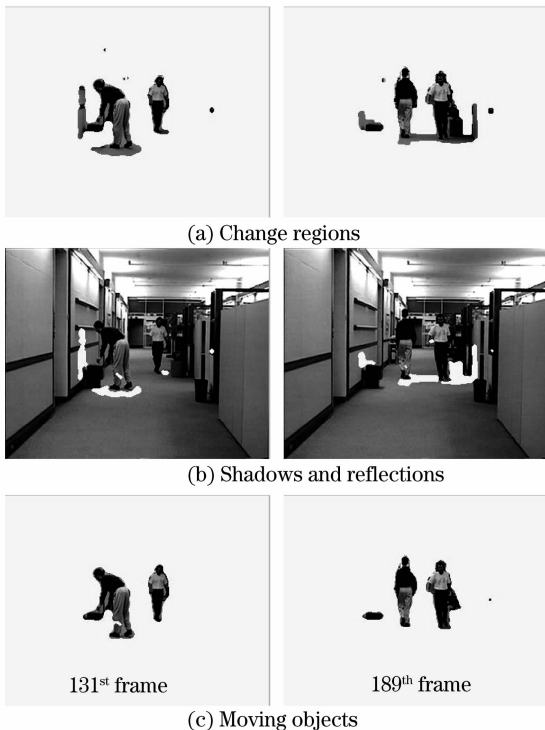 (a) Change regions
(b) Shadows and reflections
131st frame
189th frame
(c) Moving objects